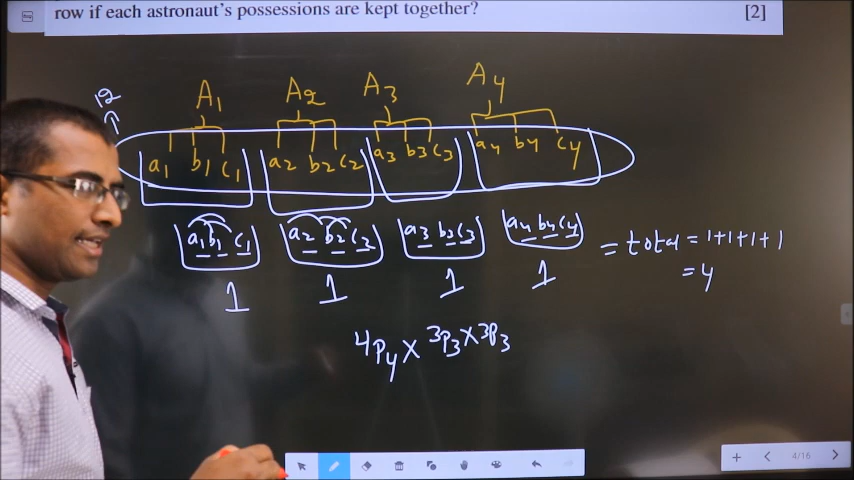 row if each astronaut's possessions are kept together? [2]
12
A1 A2 A3 A4
a1 b1 c1 a2 b2 c2 a3 b3 c3 a4 b4 c4
a1 b1 c1 a2 b2 c2 a3 b3 c3 a4 b4 c4 = total = 1+1+1+1
1 1 1 1 = 4
4P4 × 3P3 × 3P3
4/16